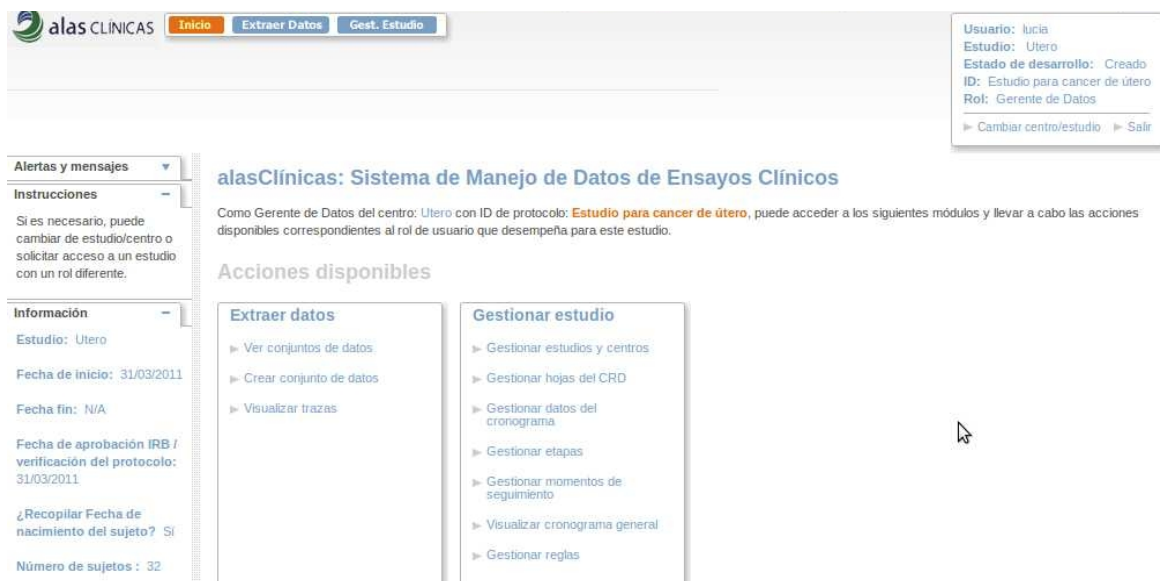 alas CLÍNICAS
Inicio
Extraer Datos
Gest. Estudio
Usuario: lucia
Estudio: Utero
Estado de desarrollo: Creado
ID: Estudio para cancer de útero
Rol: Gerente de Datos
Cambiar centro/estudio
Salir
Alertas y mensajes
Instrucciones
Si es necesario, puede
cambiar de estudio/centro o
solicitar acceso a un estudio
con un rol diferente.
Información
Estudio: Utero
Fecha de inicio: 31/03/2011
Fecha fin: N/A
Fecha de aprobación IRB /
verificación del protocolo:
31/03/2011
¿Recopilar Fecha de
nacimiento del sujeto? Sí
Número de sujetos : 32
alasClínicas: Sistema de Manejo de Datos de Ensayos Clínicos
Como Gerente de Datos del centro: Utero con ID de protocolo: Estudio para cancer de útero, puede acceder a los siguientes módulos y llevar a cabo las acciones
disponibles correspondientes al rol de usuario que desempeña para este estudio.
Acciones disponibles
Extraer datos
Ver conjuntos de datos
Crear conjunto de datos
Visualizar trazas
Gestionar estudio
Gestionar estudios y centros
Gestionar hojas del CRD
Gestionar datos del
cronograma
Gestionar etapas
Gestionar momentos de
seguimiento
Visualizar cronograma general
Gestionar reglas